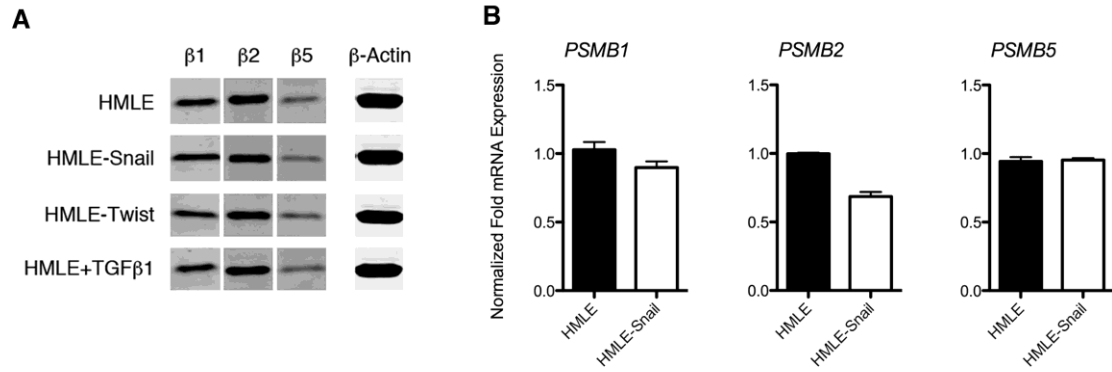 A
β1 β2 β5 β-Actin
HMLE
HMLE-Snail
HMLE-Twist
HMLE+TGFβ1
B
PSMB1
Normalized Fold mRNA Expression
1.5
1.0
0.5
0.0
HMLE
HMLE-Snail
PSMB2
1.5
1.0
0.5
0.0
HMLE
HMLE-Snail
PSMB5
1.5
1.0
0.5
0.0
HMLE
HMLE-Snail